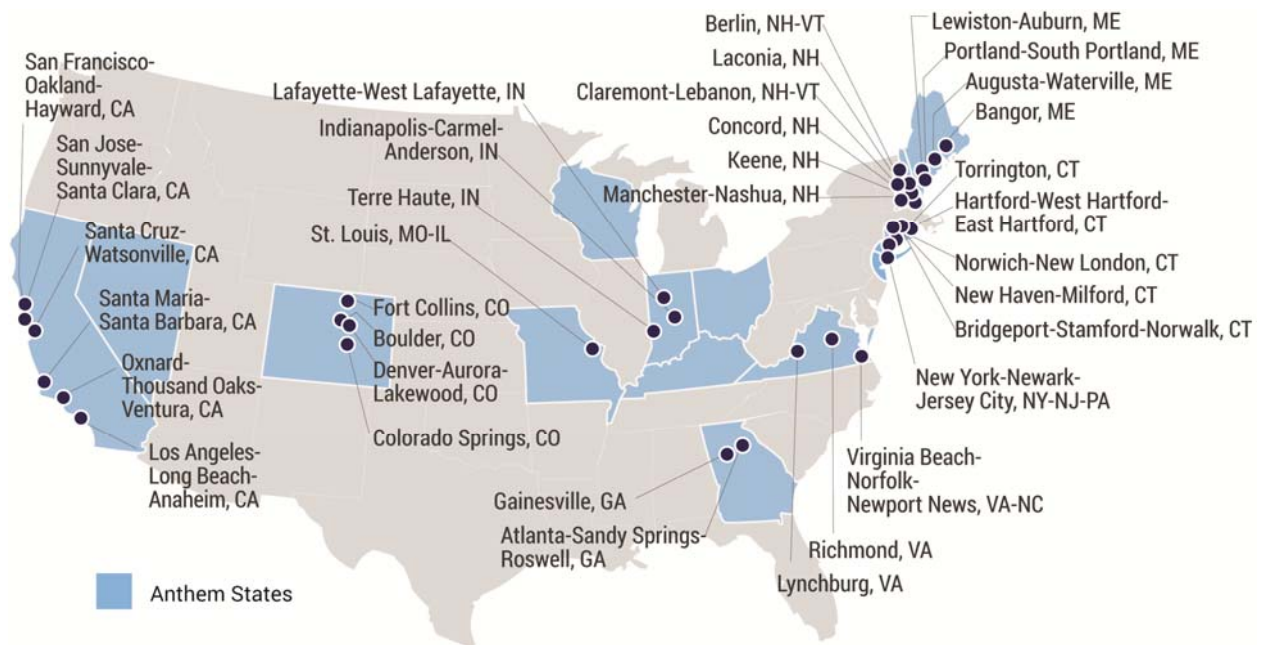 San Francisco-
Oakland-
Hayward, CA
San Jose-
Sunnyvale-
Santa Clara, CA
Santa Cruz-
Watsonville, CA
Santa Maria-
Santa Barbara, CA
Oxnard-
Thousand Oaks-
Ventura, CA
Los Angeles-
Long Beach-
Anaheim, CA
Lafayette-West Lafayette, IN
Indianapolis-Carmel-
Anderson, IN
Terre Haute, IN
St. Louis, MO-IL
Fort Collins, CO
Boulder, CO
Denver-Aurora-
Lakewood, CO
Colorado Springs, CO
Berlin, NH-VT
Laconia, NH
Claremont-Lebanon, NH-VT
Concord, NH
Keene, NH
Manchester-Nashua, NH
Lewiston-Auburn, ME
Portland-South Portland, ME
Augusta-Waterville, ME
Bangor, ME
Torrington, CT
Hartford-West Hartford-
East Hartford, CT
Norwich-New London, CT
New Haven-Milford, CT
Bridgeport-Stamford-Norwalk, CT
New York-Newark-
Jersey City, NY-NJ-PA
Virginia Beach-
Norfolk-
Newport News, VA-NC
Richmond, VA
Lynchburg, VA
Gainesville, GA
Atlanta-Sandy Springs-
Roswell, GA
Anthem States